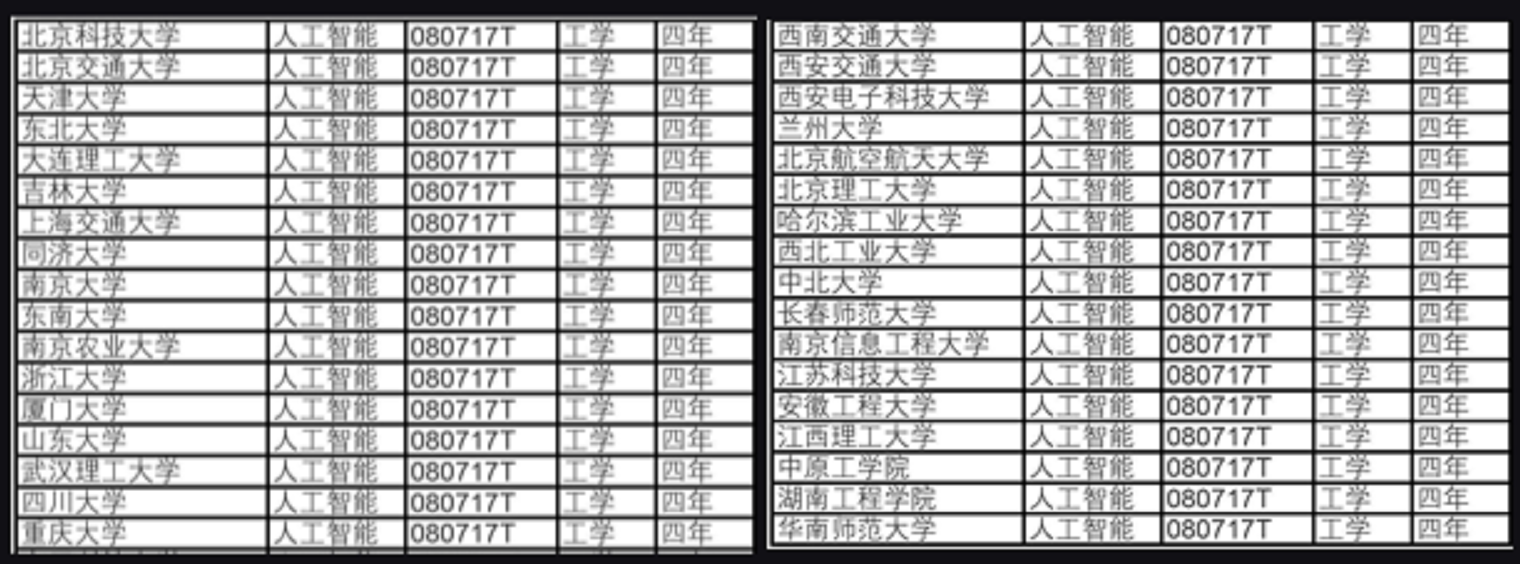 北京科技大学 人工智能 080717T 工学 四年
北京交通大学 人工智能 080717T 工学 四年
天津大学 人工智能 080717T 工学 四年
东北大学 人工智能 080717T 工学 四年
大连理工大学 人工智能 080717T 工学 四年
吉林大学 人工智能 080717T 工学 四年
上海交通大学 人工智能 080717T 工学 四年
同济大学 人工智能 080717T 工学 四年
南京大学 人工智能 080717T 工学 四年
东南大学 人工智能 080717T 工学 四年
南京农业大学 人工智能 080717T 工学 四年
浙江大学 人工智能 080717T 工学 四年
厦门大学 人工智能 080717T 工学 四年
山东大学 人工智能 080717T 工学 四年
武汉理工大学 人工智能 080717T 工学 四年
四川大学 人工智能 080717T 工学 四年
重庆大学 人工智能 080717T 工学 四年
西南交通大学 人工智能 080717T 工学 四年
西安交通大学 人工智能 080717T 工学 四年
西安电子科技大学 人工智能 080717T 工学 四年
兰州大学 人工智能 080717T 工学 四年
北京航空航天大学 人工智能 080717T 工学 四年
北京理工大学 人工智能 080717T 工学 四年
哈尔滨工业大学 人工智能 080717T 工学 四年
西北工业大学 人工智能 080717T 工学 四年
中北大学 人工智能 080717T 工学 四年
长春师范大学 人工智能 080717T 工学 四年
南京信息工程大学 人工智能 080717T 工学 四年
江苏科技大学 人工智能 080717T 工学 四年
安徽工程大学 人工智能 080717T 工学 四年
江西理工大学 人工智能 080717T 工学 四年
中原工学院 人工智能 080717T 工学 四年
湖南工程学院 人工智能 080717T 工学 四年
华南师范大学 人工智能 080717T 工学 四年